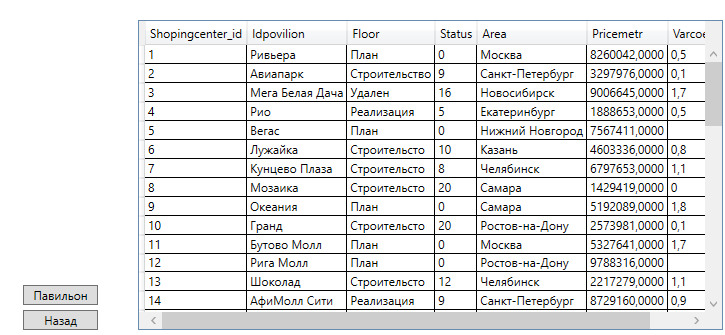 Shopingcenter_id Idpovilion Floor Status Area Pricemetr Varcoe
1 Ривьера План 0 Москва 8260042,0000 0,5
2 Авиапарк Строительство 9 Санкт-Петербург 3297976,0000 0,1
3 Мега Белая Дача Удален 16 Новосибирск 9006645,0000 1,7
4 Рио Реализация 5 Екатеринбург 1888653,0000 0,5
5 Вегас План 0 Нижний Новгород 7567411,0000
6 Лужайка Строительсто 10 Казань 4603336,0000 0,8
7 Кунцево Плаза Строительсто 8 Челябинск 6797653,0000 1,1
8 Мозаика Строительсто 20 Самара 1429419,0000 0
9 Океания План 0 Самара 5192089,0000 1,8
10 Гранд Строительсто 20 Ростов-на-Дону 2573981,0000 0,1
11 Бутово Молл План 0 Москва 5327641,0000 1,7
12 Рига Молл План 0 Ростов-на-Дону 9788316,0000
13 Шоколад Строительсто 12 Челябинск 2217279,0000 1,1
14 АфиМолл Сити Реализация 9 Санкт-Петербург 8729160,0000 0,9
Павильон
Назад